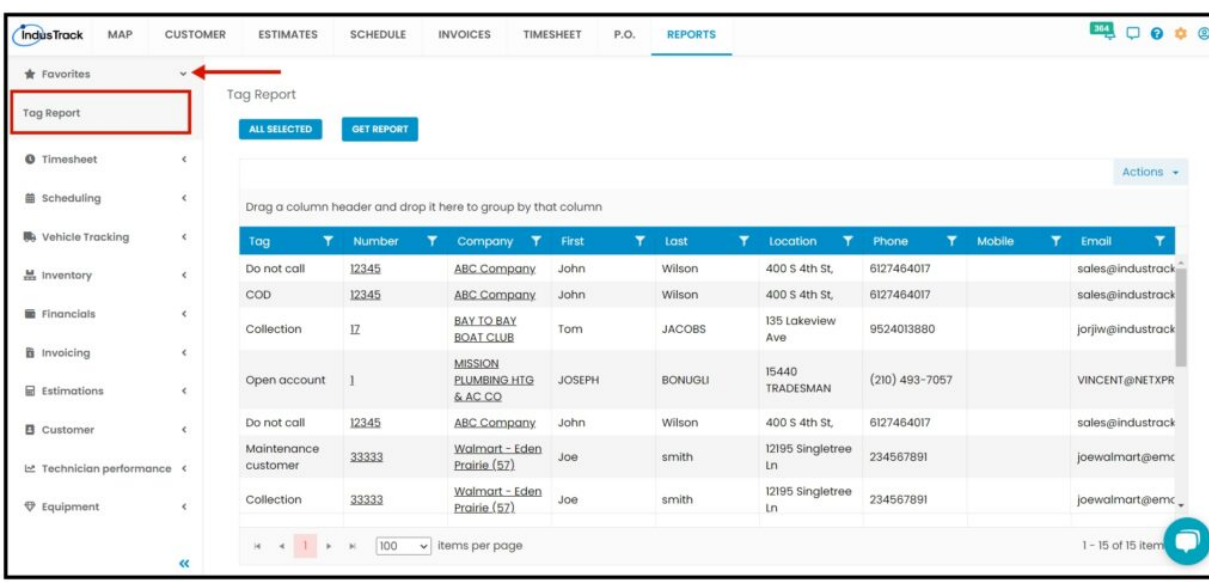 IndusTrack MAP CUSTOMER ESTIMATES SCHEDULE INVOICES TIMESHEET P.O. REPORTS 364
Favorites
Tag Report
Timesheet
Scheduling
Vehicle Tracking
Inventory
Financials
Invoicing
Estimations
Customer
Technician performance
Equipment
Tag Report
ALL SELECTED GET REPORT
Actions
Drag a column header and drop it here to group by that column
Tag Number Company First Last Location Phone Mobile Email
Do not call 12345 ABC Company John Wilson 400 S 4th St, 6127464017 sales@industrack
COD 12345 ABC Company John Wilson 400 S 4th St, 6127464017 sales@industrack
Collection 17 BAY TO BAY Tom JACOBS 135 Lakeview 9524013880 jorjiw@industrack
BOAT CLUB Ave
MISSION
Open account 1 PLUMBING HTG JOSEPH BONUGLI 15440 (210) 493-7057 VINCENT@NETXPR
& AC CO TRADESMAN
Do not call 12345 ABC Company John Wilson 400 S 4th St, 6127464017 sales@industrack
Maintenance 33333 Walmart - Eden Joe smith 12195 Singletree 234567891 joewalmart@emc
customer Prairie (57) Ln
Collection 33333 Walmart - Eden Joe smith 12195 Singletree 234567891 joewalmart@emc
Prairie (57) Ln
1 100 items per page 1 - 15 of 15 item